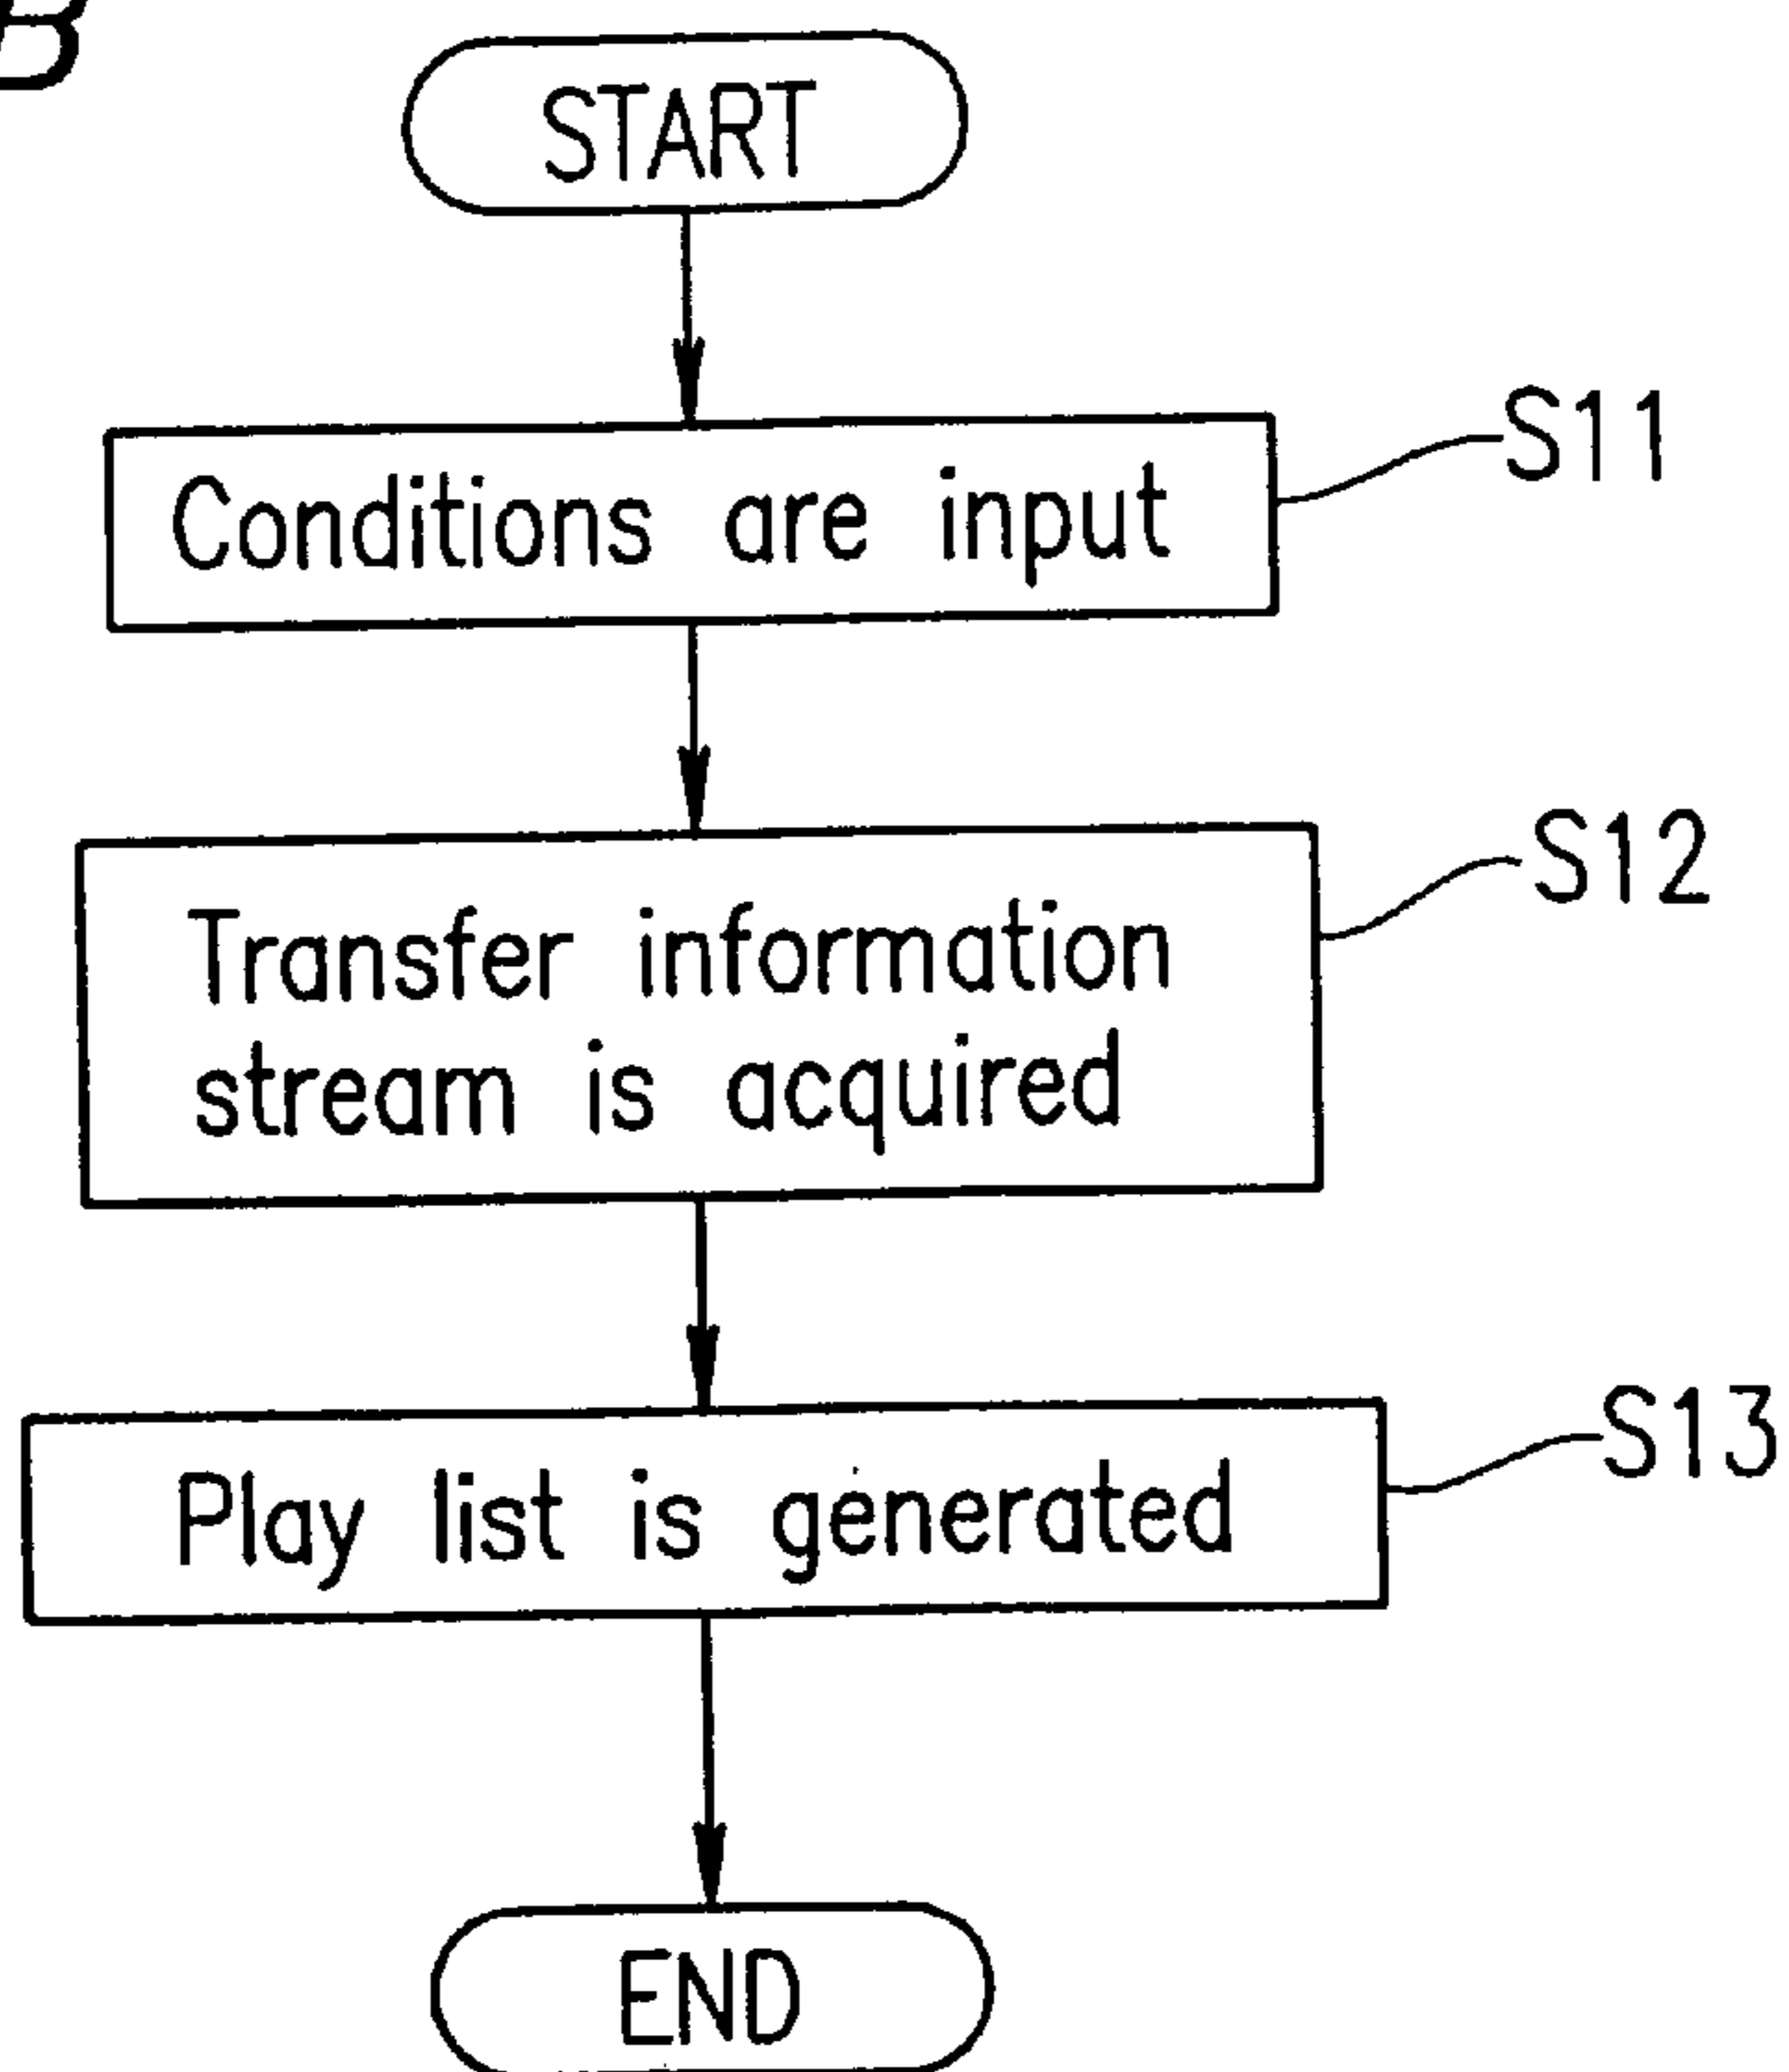 B
START
S11
Conditions are input
S12
Transfer information
stream is acquired
S13
Play list is generated
END